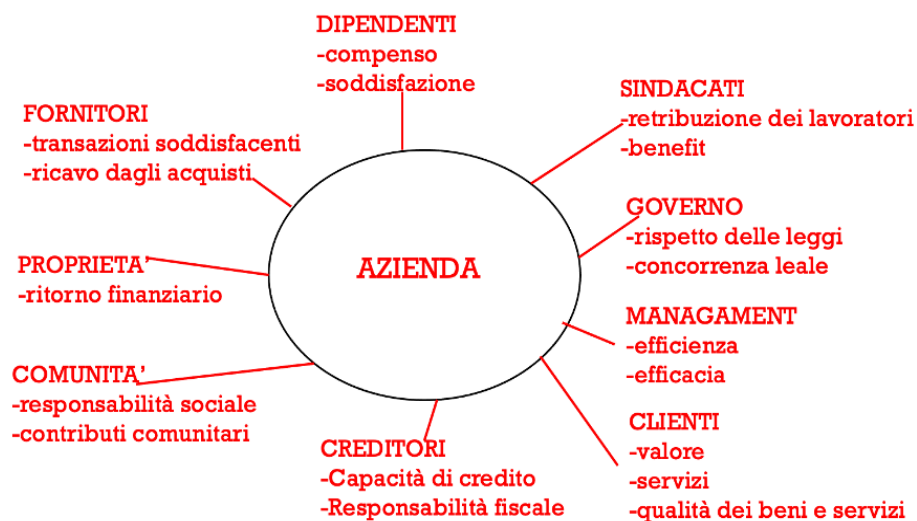 DIPENDENTI
-compenso
-soddisfazione
SINDACATI
-retribuzione dei lavoratori
-benefit
FORNITORI
-transazioni soddisfacenti
-ricavo dagli acquisti
GOVERNO
-rispetto delle leggi
-concorrenza leale
AZIENDA
PROPRIETA’
-ritorno finanziario
MANAGAMENT
-efficienza
-efficacia
COMUNITA’
-responsabilità sociale
-contributi comunitari
CREDITORI
-Capacità di credito
-Responsabilità fiscale
CLIENTI
-valore
-servizi
-qualità dei beni e servizi